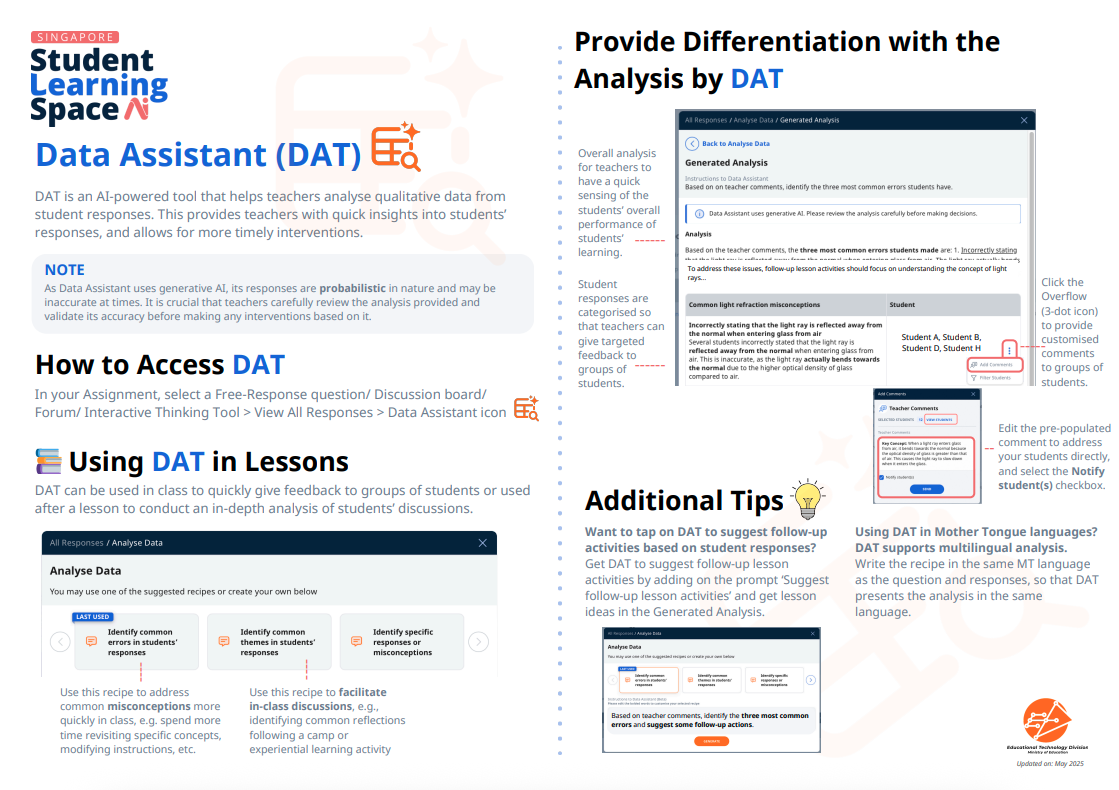 SINGAPORE
Student
Learning
Space Ai
Data Assistant (DAT)
DAT is an AI-powered tool that helps teachers analyse qualitative data from
student responses. This provides teachers with quick insights into students’
responses, and allows for more timely interventions.
NOTE
As Data Assistant uses generative AI, its responses are probabilistic in nature and may be
inaccurate at times. It is crucial that teachers carefully review the analysis provided and
validate its accuracy before making any interventions based on it.
How to Access DAT
In your Assignment, select a Free-Response question/ Discussion board/
Forum/ Interactive Thinking Tool > View All Responses > Data Assistant icon
Using DAT in Lessons
DAT can be used in class to quickly give feedback to groups of students or used
after a lesson to conduct an in-depth analysis of students’ discussions.
All Responses / Analyse Data
Analyse Data
You may use one of the suggested recipes or create your own below
LAST USED
Identify common
errors in students’
responses
Identify common
themes in students’
responses
Identify specific
responses or
misconceptions
Use this recipe to address
common misconceptions more
quickly in class, e.g. spend more
time revisiting specific concepts,
modifying instructions, etc.
Use this recipe to facilitate
in-class discussions, e.g.,
identifying common reflections
following a camp or
experiential learning activity
Provide Differentiation with the
Analysis by DAT
Overall analysis
for teachers to
have a quick
sensing of the
students’ overall
performance of
students’
learning.
Student
responses are
categorised so
that teachers can
give targeted
feedback to
groups of
students.
All Responses / Analyse Data / Generated Analysis
Back to Analyse Data
Generated Analysis
Instructions to Data Assistant
Based on on teacher comments, identify the three most common errors students have.
Data Assistant uses generative AI. Please review the analysis carefully before making decisions.
Analysis
Based on the teacher comments, the three most common errors students made are: 1. Incorrectly stating
To address these issues, follow-up lesson activities should focus on understanding the concept of light
rays...
Common light refraction misconceptions
Student
Incorrectly stating that the light ray is reflected away from
the normal when entering glass from air
Several students incorrectly stated that the light ray is
reflected away from the normal when entering glass from
air. This is inaccurate, as the light ray actually bends towards
the normal due to the higher optical density of glass
compared to air.
Student A, Student B,
Student D, Student H
Add Comments
Filter Students
Click the
Overflow
(3-dot icon)
to provide
customised
comments
to groups of
students.
Add Comments
Teacher Comments
SELECTED STUDENTS
VIEW STUDENTS
Teacher Comments
Key Concept: When a light ray enters glass
from air, it bends towards the normal because
the optical density of glass is greater than that
of air. This causes the light ray to slow down
when it enters the glass.
Notify student(s)
SEND
Edit the pre-populated
comment to address
your students directly,
and select the Notify
student(s) checkbox.
Additional Tips
Want to tap on DAT to suggest follow-up
activities based on student responses?
Get DAT to suggest follow-up lesson
activities by adding on the prompt ‘Suggest
follow-up lesson activities’ and get lesson
ideas in the Generated Analysis.
Using DAT in Mother Tongue languages?
DAT supports multilingual analysis.
Write the recipe in the same MT language
as the question and responses, so that DAT
presents the analysis in the same
language.
All Responses / Analyse Data
Analyse Data
You may use one of the suggested recipes or create your own below.
LAST USED
Identify common
errors in students’
responses
Identify common
themes in students’
responses
Identify specific
responses or
misconceptions
Based on teacher comments, identify the three most common
errors and suggest some follow-up actions.
GENERATE
Educational Technology Division
Ministry of Education
Updated on: May 2025